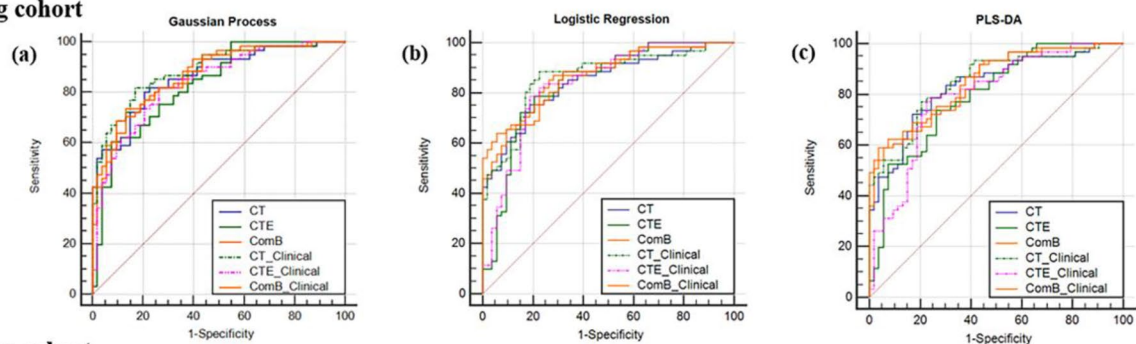 g cohort
(a)
Gaussian Process
Sensitivity
100
80
60
40
20
0
CT
CTE
ComB
CT_Clinical
CTE_Clinical
ComB_Clinical
0 20 40 60 80 100
1-Specificity
(b)
Logistic Regression
Sensitivity
100
80
60
40
20
0
CT
CTE
ComB
CT_Clinical
CTE_Clinical
ComB_Clinical
0 20 40 60 80 100
1-Specificity
(c)
PLS-DA
Sensitivity
100
80
60
40
20
0
CT
CTE
ComB
CT_Clinical
CTE_Clinical
ComB_Clinical
0 20 40 60 80 100
1-Specificity